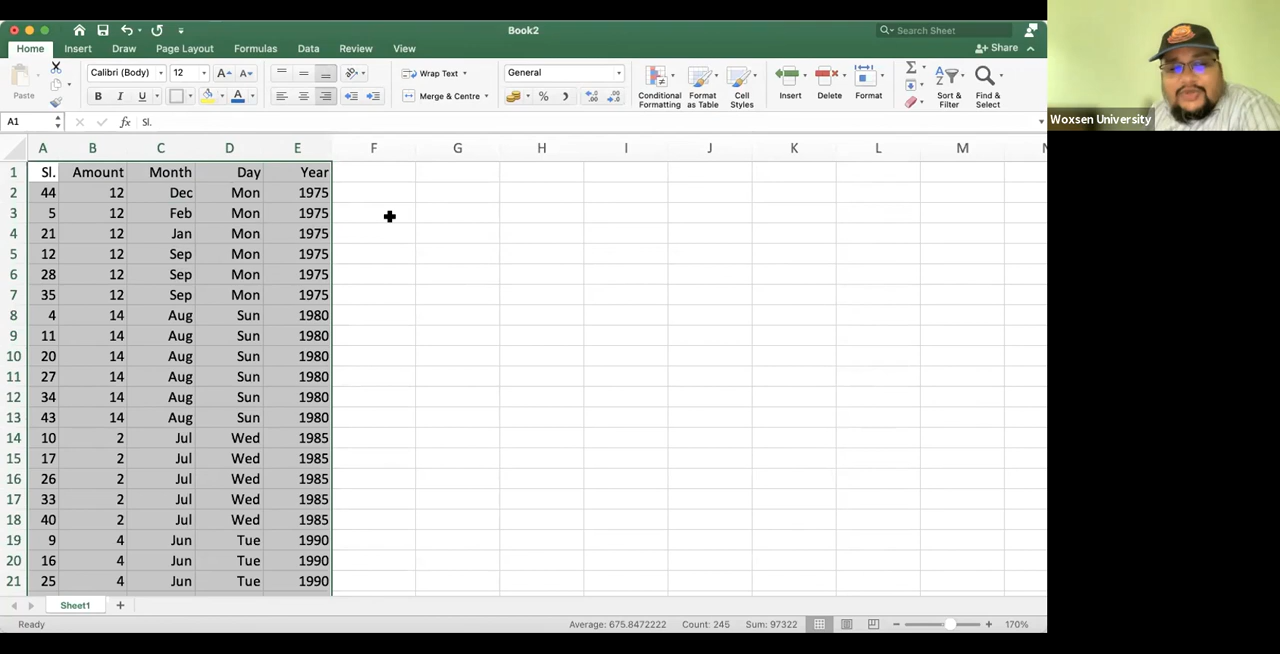 Book2
Search Sheet
Home Insert Draw Page Layout Formulas Data Review View Share
Paste Calibri (Body) 12 A A ab Wrap Text General Conditional Formatting Format as Table Cell Styles Insert Delete Format Sort & Filter Find & Select
B I U A Merge & Centre %
A1 fx Sl.
A B C D E F G H I J K L M N
1 Sl. Amount Month Day Year
2 44 12 Dec Mon 1975
3 5 12 Feb Mon 1975
4 21 12 Jan Mon 1975
5 12 12 Sep Mon 1975
6 28 12 Sep Mon 1975
7 35 12 Sep Mon 1975
8 4 14 Aug Sun 1980
9 11 14 Aug Sun 1980
10 20 14 Aug Sun 1980
11 27 14 Aug Sun 1980
12 34 14 Aug Sun 1980
13 43 14 Aug Sun 1980
14 10 2 Jul Wed 1985
15 17 2 Jul Wed 1985
16 26 2 Jul Wed 1985
17 33 2 Jul Wed 1985
18 40 2 Jul Wed 1985
19 9 4 Jun Tue 1990
20 16 4 Jun Tue 1990
21 25 4 Jun Tue 1990
Sheet1
Ready Average: 675.8472222 Count: 245 Sum: 97322 170%
Woxsen University